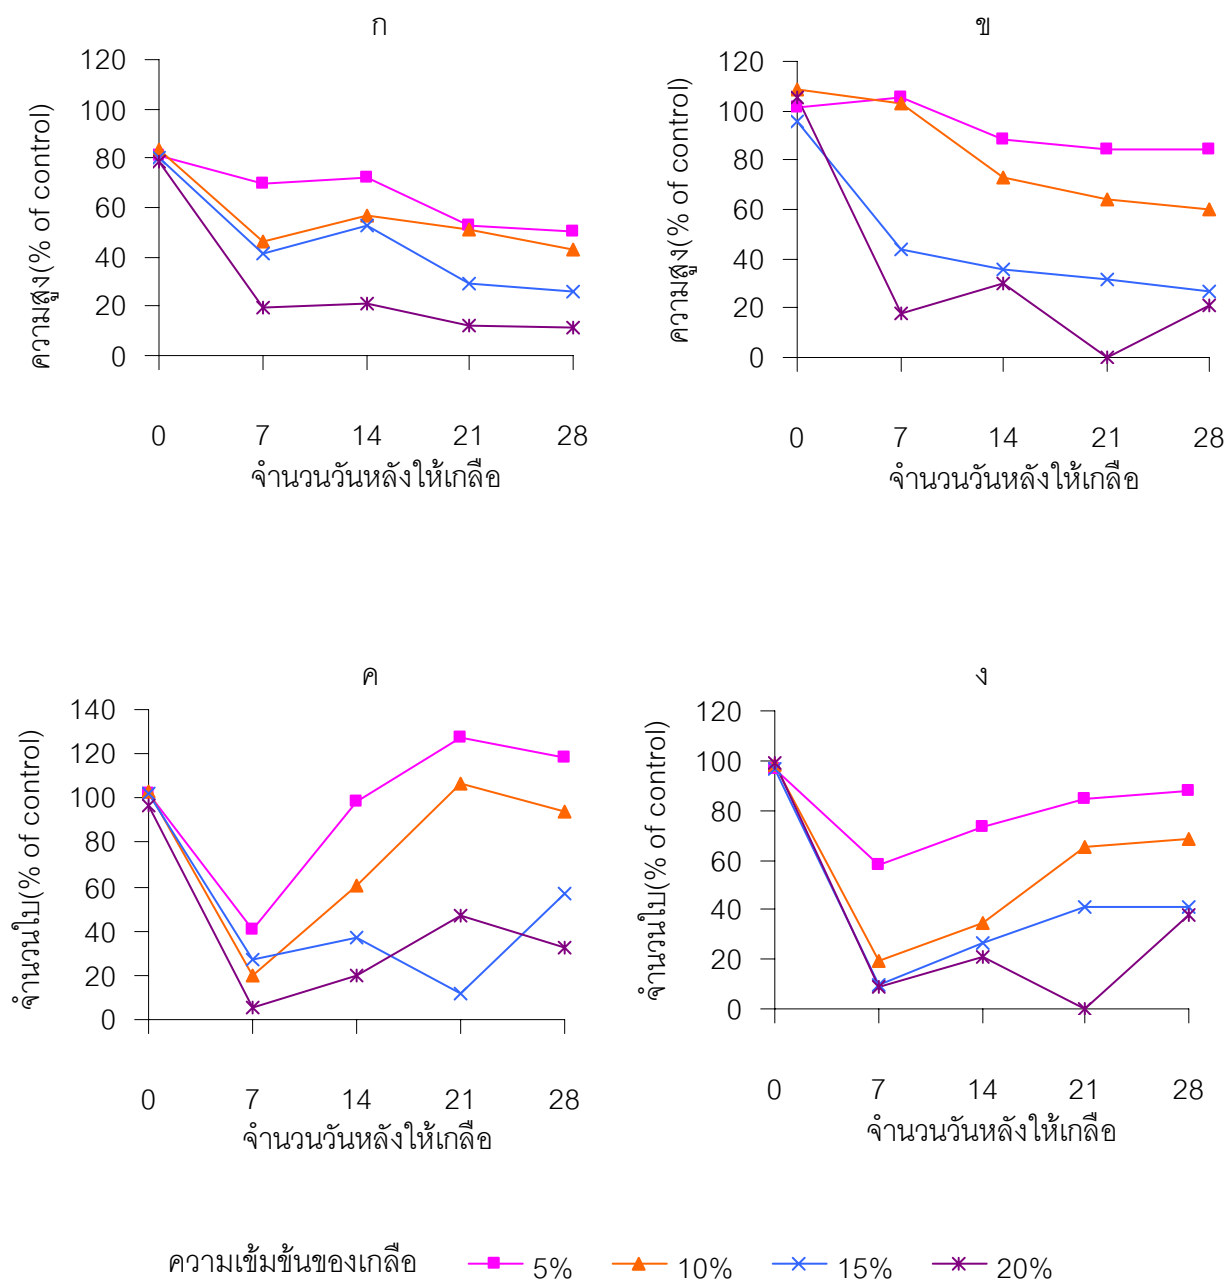 ก
ความสูง(% of control)
120
100
80
60
40
20
0
0 7 14 21 28
จำนวนวันหลังให้เกลือ
ข
ความสูง(% of control)
120
100
80
60
40
20
0
0 7 14 21 28
จำนวนวันหลังให้เกลือ
ค
จำนวนใบ(% of control)
140
120
100
80
60
40
20
0
0 7 14 21 28
จำนวนวันหลังให้เกลือ
ง
จำนวนใบ(% of control)
120
100
80
60
40
20
0
0 7 14 21 28
จำนวนวันหลังให้เกลือ
ความเข้มข้นของเกลือ 5% 10% 15% 20%